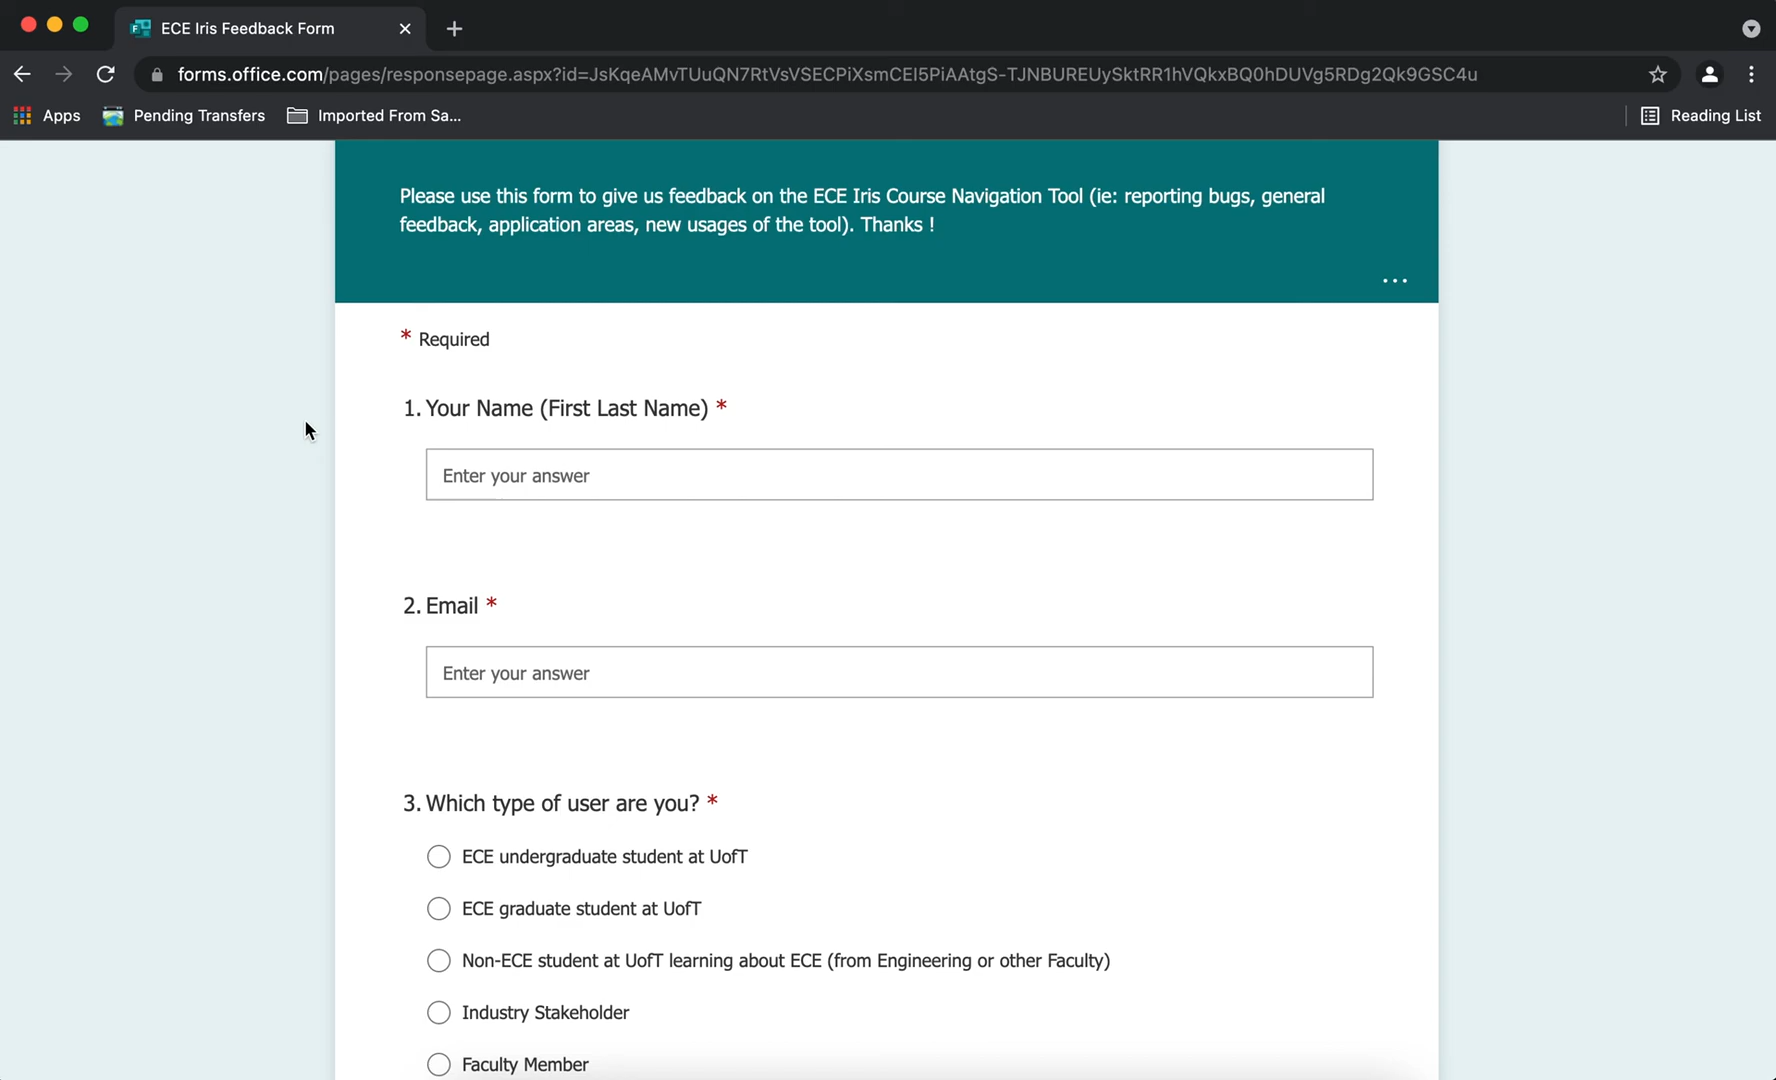 ECE Iris Feedback Form
forms.office.com/pages/responsepage.aspx?id=JsKqeAMvTUuQN7RtVsVSECPiXsmCEI5PiAAtgS-TJNBUREUySktRR1hVQkxBQ0hDUVg5RDg2Qk9GSC4u
Apps Pending Transfers Imported From Sa... Reading List
Please use this form to give us feedback on the ECE Iris Course Navigation Tool (ie: reporting bugs, general
feedback, application areas, new usages of the tool). Thanks !
...
* Required
1. Your Name (First Last Name) *
Enter your answer
2. Email *
Enter your answer
3. Which type of user are you? *
ECE undergraduate student at UofT
ECE graduate student at UofT
Non-ECE student at UofT learning about ECE (from Engineering or other Faculty)
Industry Stakeholder
Faculty Member